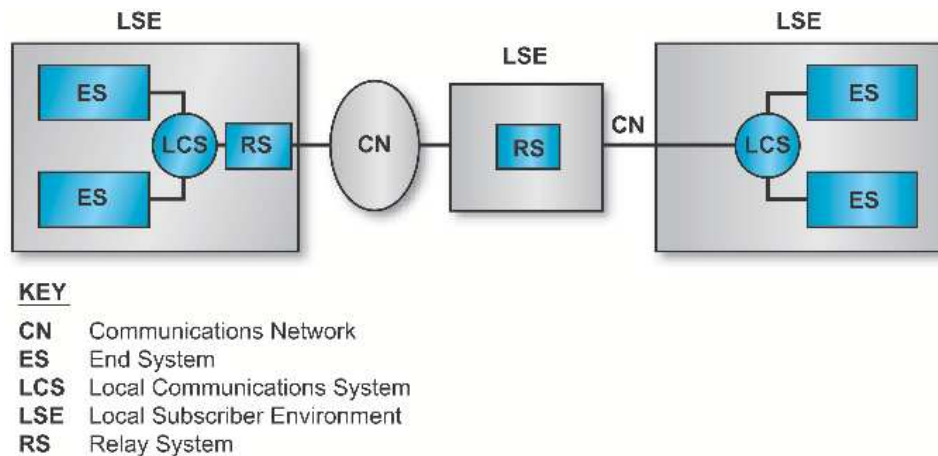 LSE
LSE
LSE
ES
ES
LCS
RS
CN
RS
CN
LCS
ES
ES
KEY
CN Communications Network
ES End System
LCS Local Communications System
LSE Local Subscriber Environment
RS Relay System